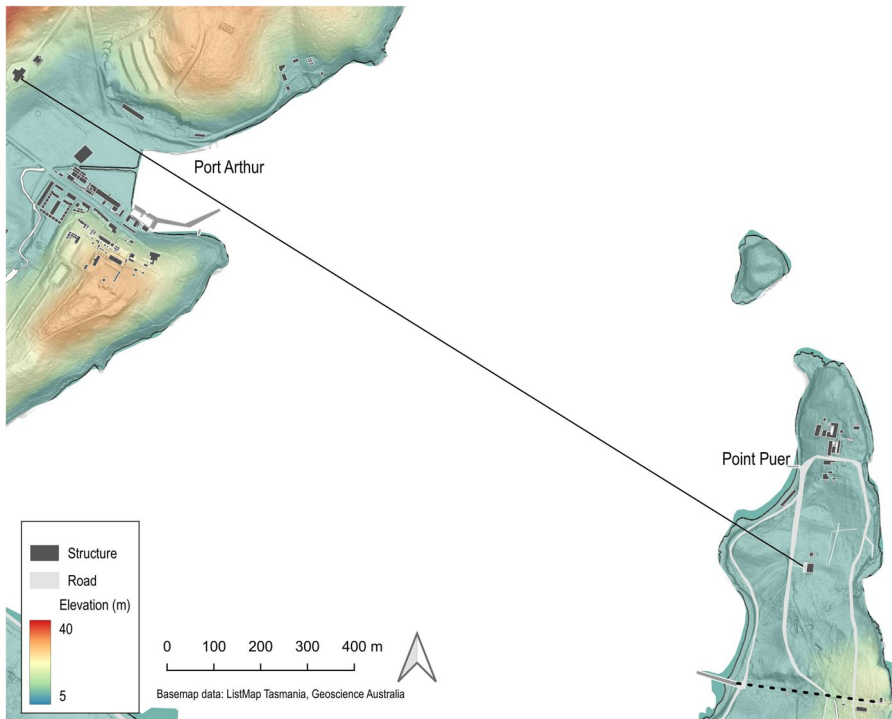 Port Arthur
Point Puer
Structure
Road
Elevation (m)
40
5
0 100 200 300 400 m
Basemap data: ListMap Tasmania, Geoscience Australia